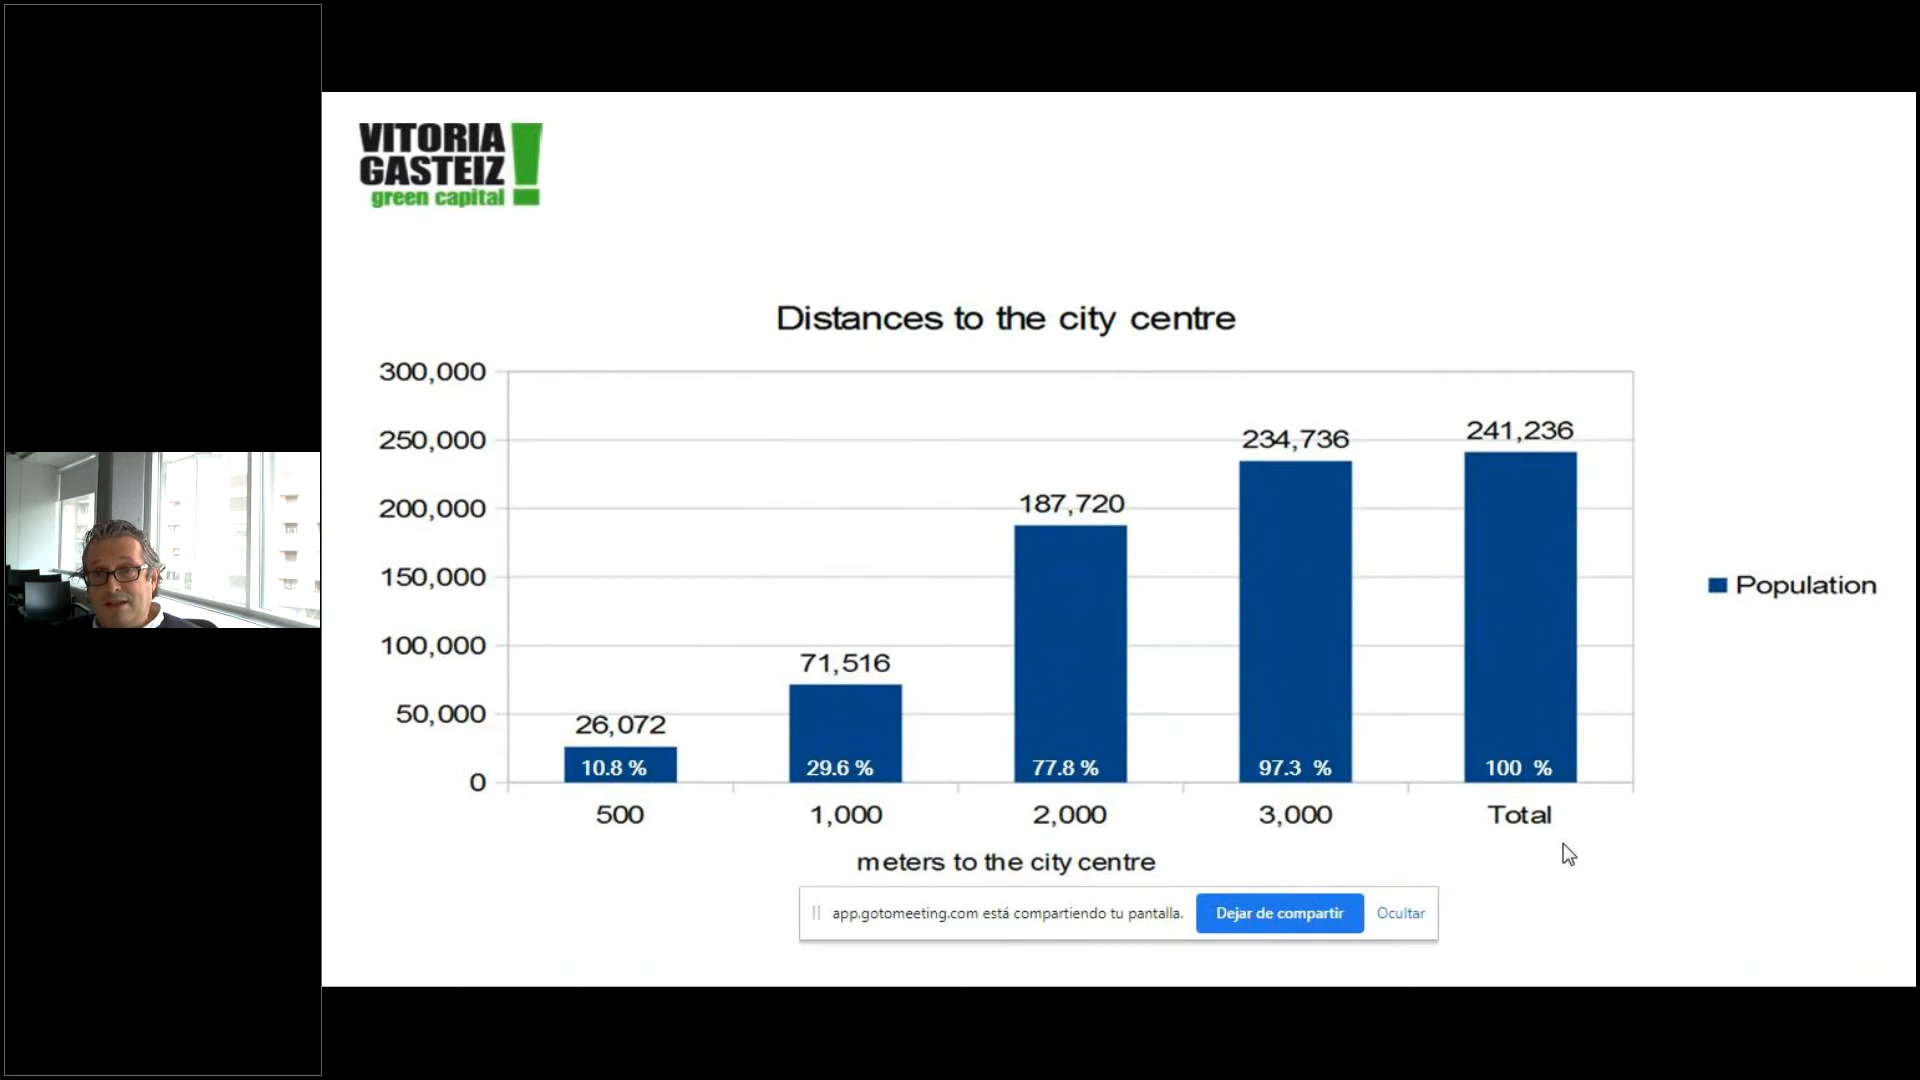 VITORIA
GASTEIZ
green capital
Distances to the city centre
300,000
250,000
200,000
150,000
100,000
50,000
0
26,072
71,516
187,720
234,736
241,236
10.8 %
29.6 %
77.8 %
97.3 %
100 %
500
1,000
2,000
3,000
Total
meters to the city centre
Population
app.gotomeeting.com está compartiendo tu pantalla.
Dejar de compartir
Ocultar